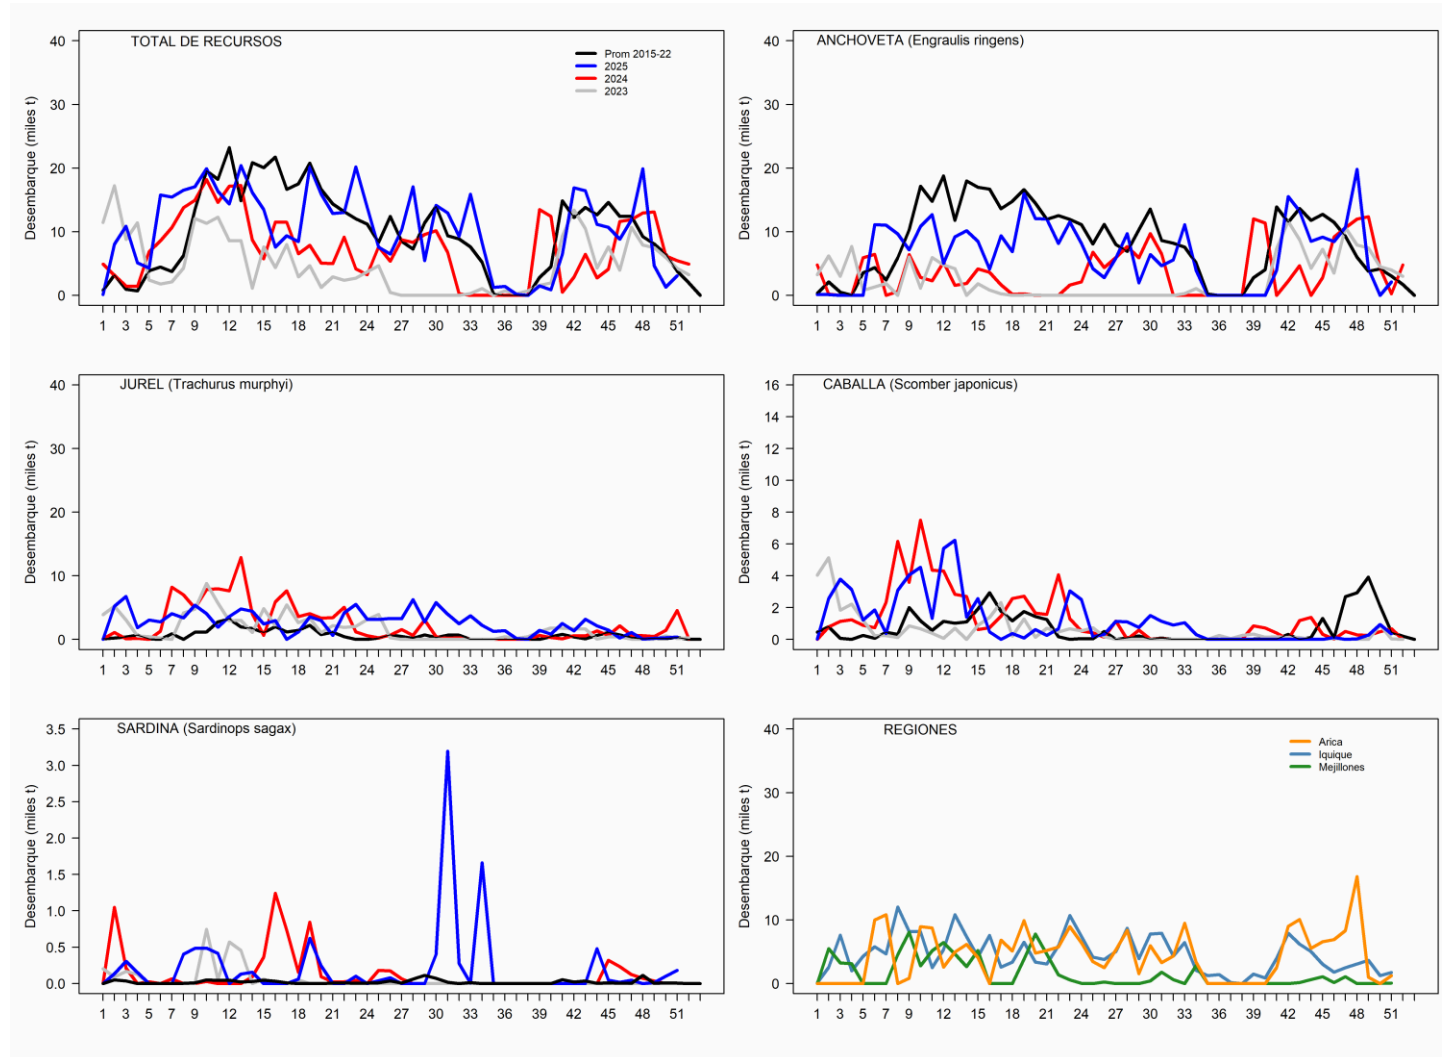 TOTAL DE RECURSOS
Desembarque (miles t)
40
30
20
10
0
Prom 2015-22
2025
2024
2023
1 3 5 7 9 12 15 18 21 24 27 30 33 36 39 42 45 48 51
ANCHOVETA (Engraulis ringens)
Desembarque (miles t)
40
30
20
10
0
1 3 5 7 9 12 15 18 21 24 27 30 33 36 39 42 45 48 51
JUREL (Trachurus murphyi)
Desembarque (miles t)
40
30
20
10
0
1 3 5 7 9 12 15 18 21 24 27 30 33 36 39 42 45 48 51
CABALLA (Scomber japonicus)
Desembarque (miles t)
16
14
12
10
8
6
4
2
0
1 3 5 7 9 12 15 18 21 24 27 30 33 36 39 42 45 48 51
SARDINA (Sardinops sagax)
Desembarque (miles t)
3.5
3.0
2.5
2.0
1.5
1.0
0.5
0.0
1 3 5 7 9 12 15 18 21 24 27 30 33 36 39 42 45 48 51
REGIONES
Desembarque (miles t)
40
30
20
10
0
Arica
Iquique
Mejillones
1 3 5 7 9 12 15 18 21 24 27 30 33 36 39 42 45 48 51